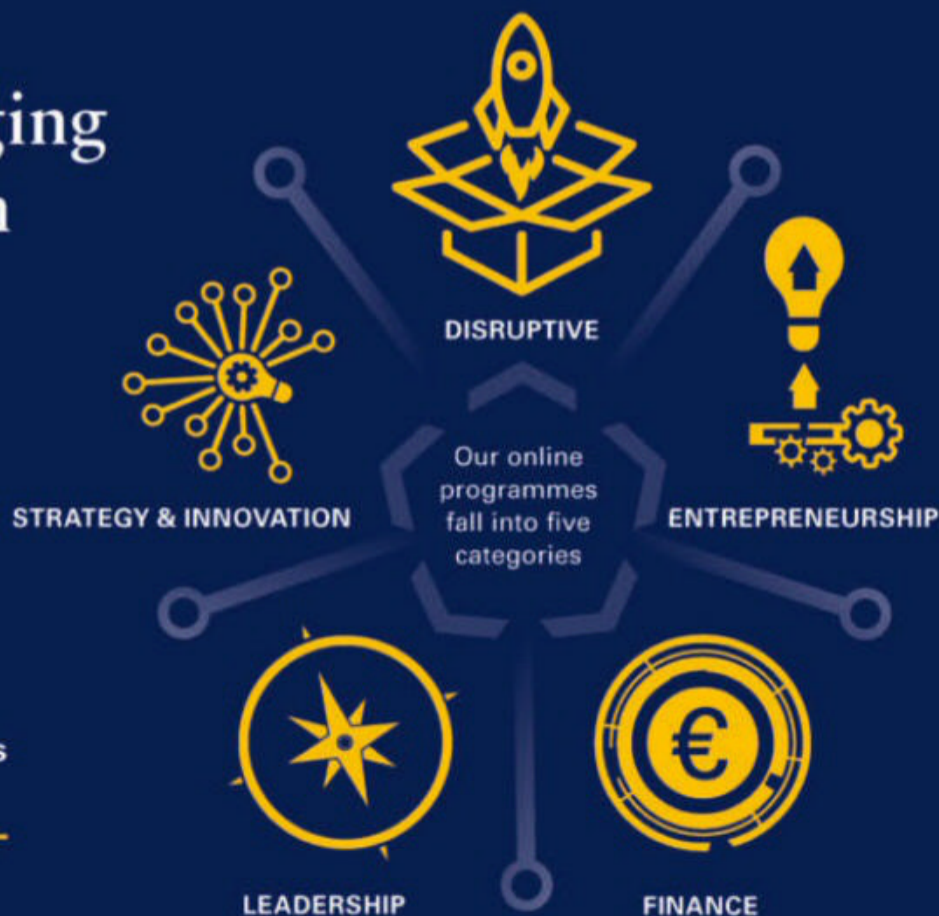 DISRUPTIVE
STRATEGY & INNOVATION
Our online
programmes
fall into five
categories
ENTREPRENEURSHIP
LEADERSHIP
FINANCE
€